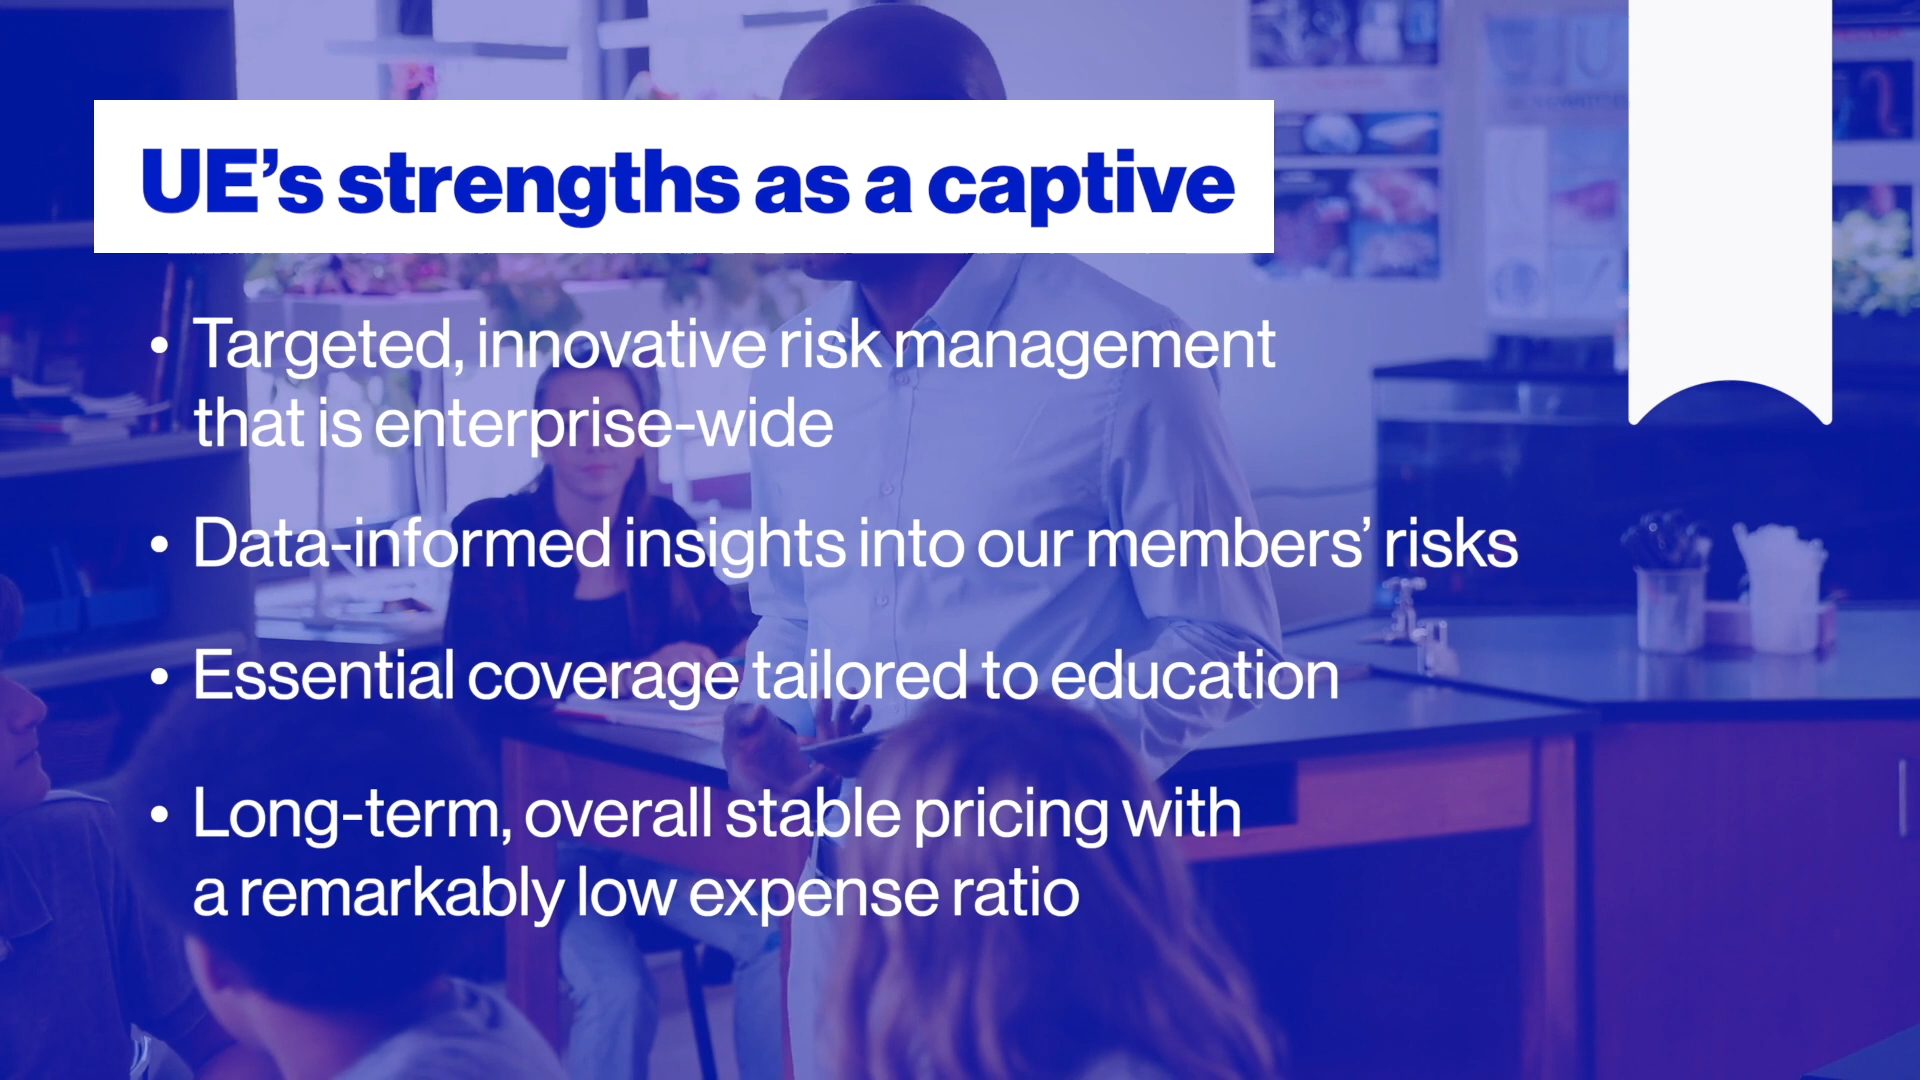 UE’s strengths as a captive
• Targeted, innovative risk management
that is enterprise-wide
• Data-informed insights into our members’ risks
• Essential coverage tailored to education
• Long-term, overall stable pricing with
a remarkably low expense ratio